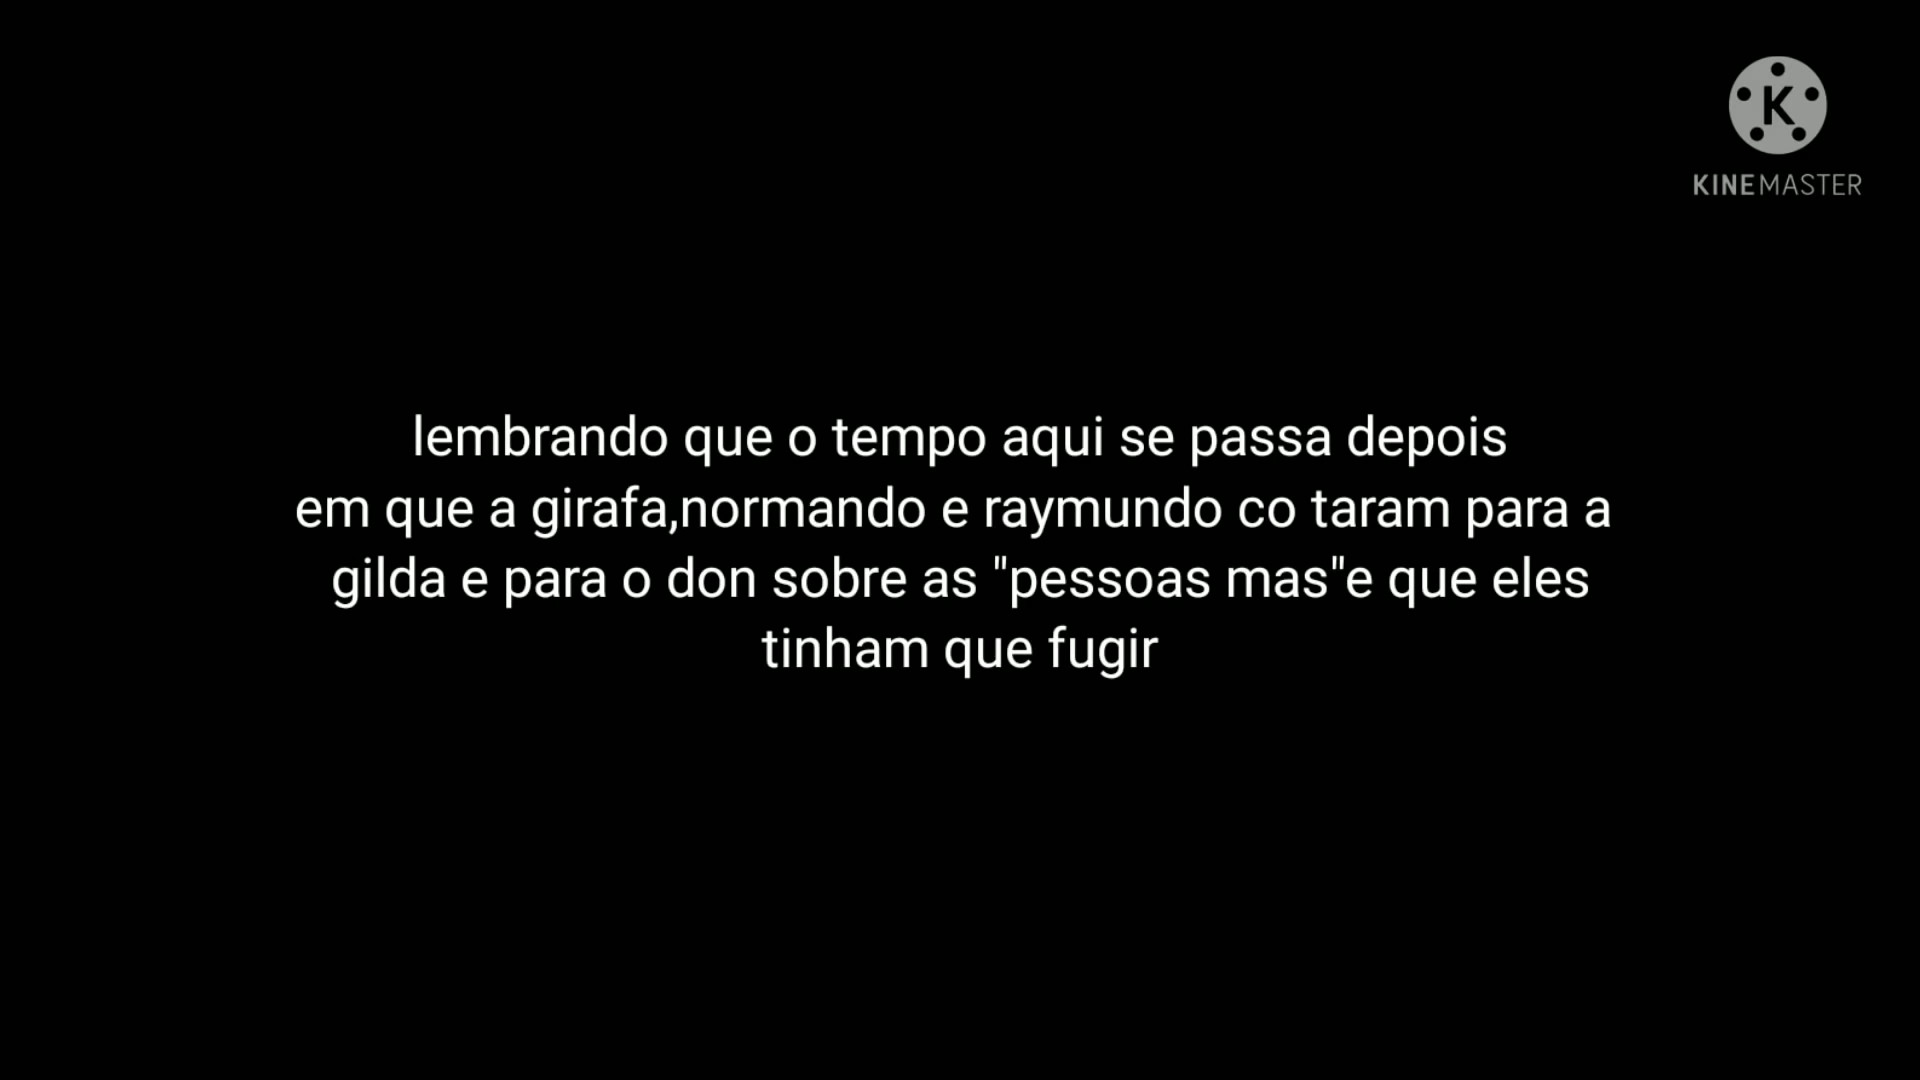 KINEMASTER
lembrando que o tempo aqui se passa depois
em que a girafa,normando e raymundo co taram para a
gilda e para o don sobre as "pessoas mas"e que eles
tinham que fugir